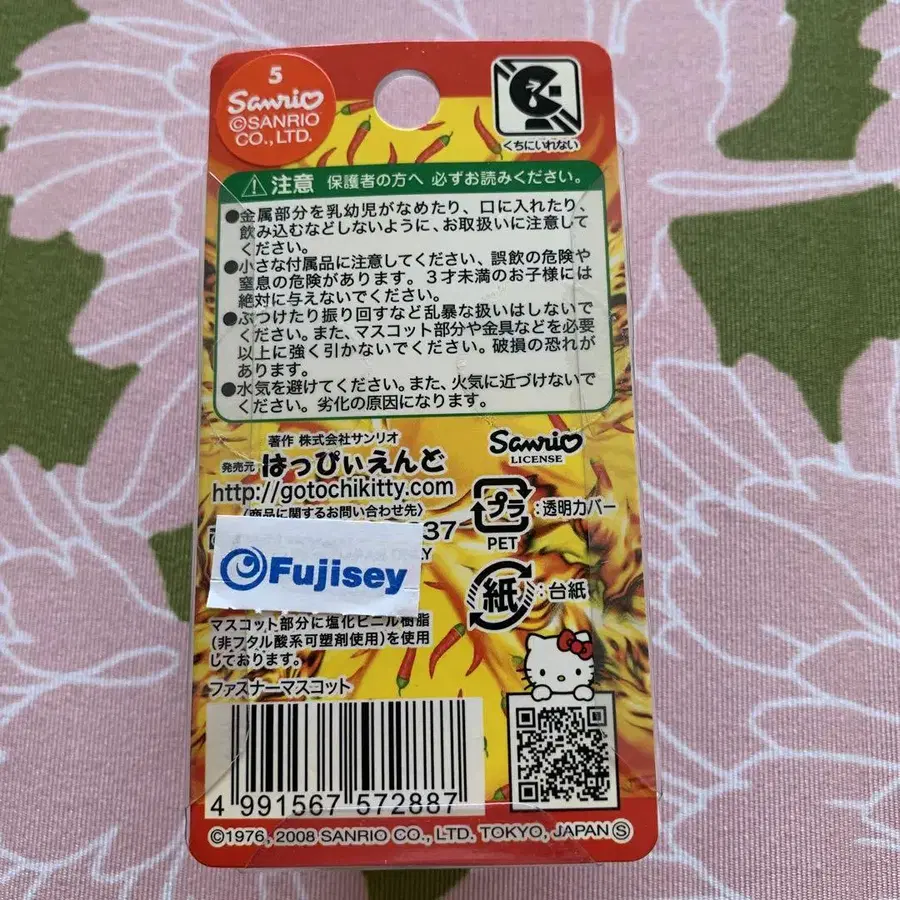 5
Sanrio
©SANRIO
CO., LTD.
くちにいれない
注意 保護者の方へ 必ずお読みください。
●金属部分を乳幼児がなめたり、口に入れたり、
飲み込むなどしないように、お取扱いに注意して
ください。
●小さな付属品に注意してください、誤飲の危険や
窒息の危険があります。３才未満のお子様には
絶対に与えないでください。
●ぶつけたり振り回すなど乱暴な扱いはしないで
ください。また、マスコット部分や金具などを必要
以上に強く引かないでください。破損の恐れが
あります。
●水気を避けてください。また、火気に近づけないで
ください。劣化の原因になります。
著作 株式会社サンリオ
発売元 はっぴぃえんど
http://gotochikitty.com
〈商品に関するお問い合わせ先〉
37
Sanrio
LICENSE
プラ :透明カバー
PET
紙 :台紙
Fujisey
マスコット部分に塩化ビニル樹脂
(非フタル酸系可塑剤使用)を使用
しております。
ファスナーマスコット
4 991567 572887
©1976, 2008 SANRIO CO., LTD. TOKYO, JAPAN Ⓢ